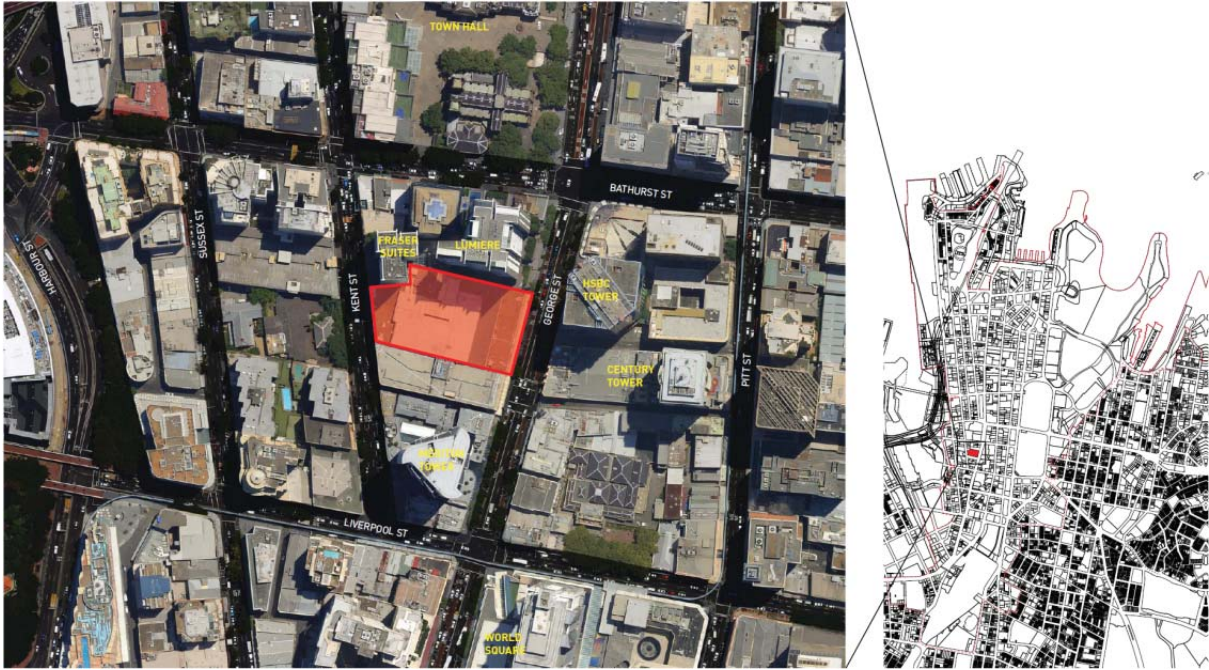 TOWN HALL
BATHURST ST
SUSSEX ST
HARBOUR ST
FRASER
SUITES
LUMIERE
KENT ST
GEORGE ST
HSBC
TOWER
CENTURY
TOWER
PITT ST
TOWER
LIVERPOOL ST
WORLD
SQUARE